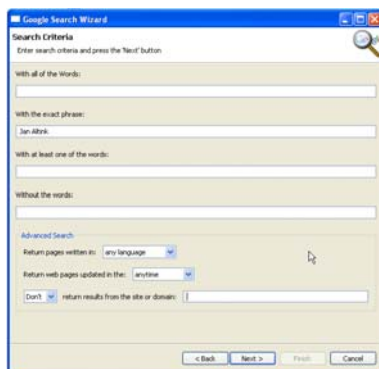 Google Search Wizard
Search Criteria
Enter search criteria and press the 'Next' button
With all of the Words:
With the exact phrase:
Jan Altink
With at least one of the words:
Without the words:
Advanced Search
Return pages written in: any language
Return web pages updated in the: anytime
Don't return results from the site or domain:
< Back Next > Finish Cancel